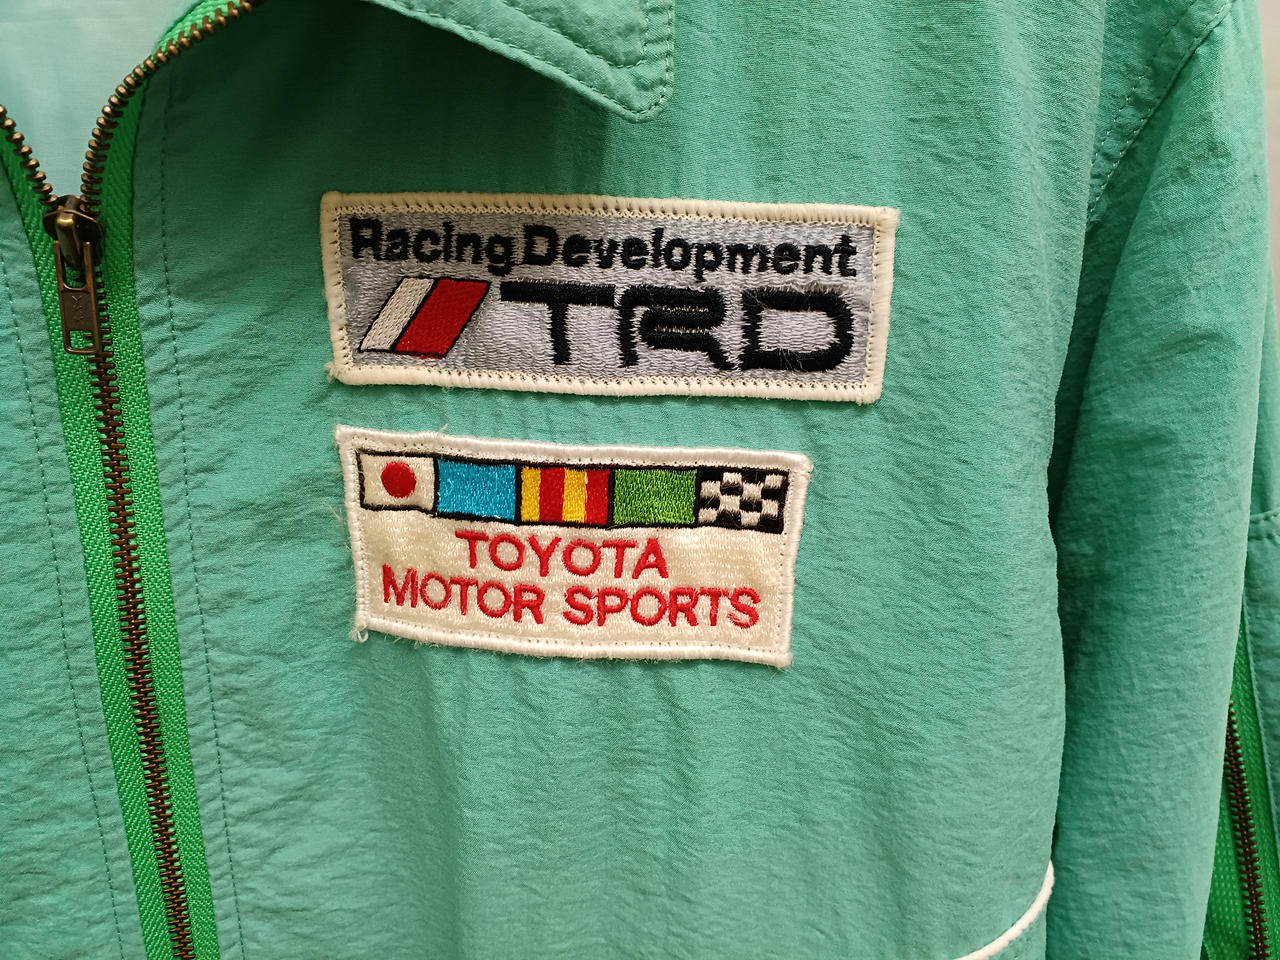 Racing Development
TRD
TOYOTA
MOTOR SPORTS